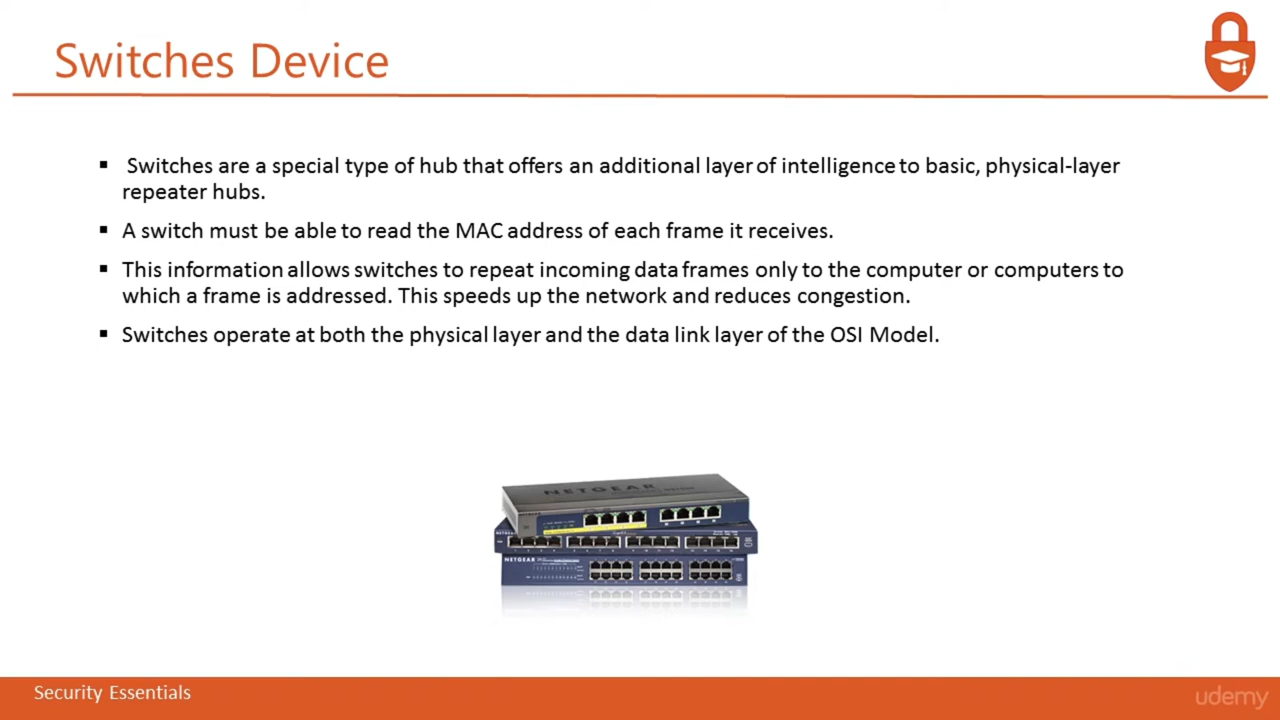 Switches Device
▪ Switches are a special type of hub that offers an additional layer of intelligence to basic, physical-layer
repeater hubs.
▪ A switch must be able to read the MAC address of each frame it receives.
▪ This information allows switches to repeat incoming data frames only to the computer or computers to
which a frame is addressed. This speeds up the network and reduces congestion.
▪ Switches operate at both the physical layer and the data link layer of the OSI Model.
NETGEAR
NETGEAR
Security Essentials
udemy